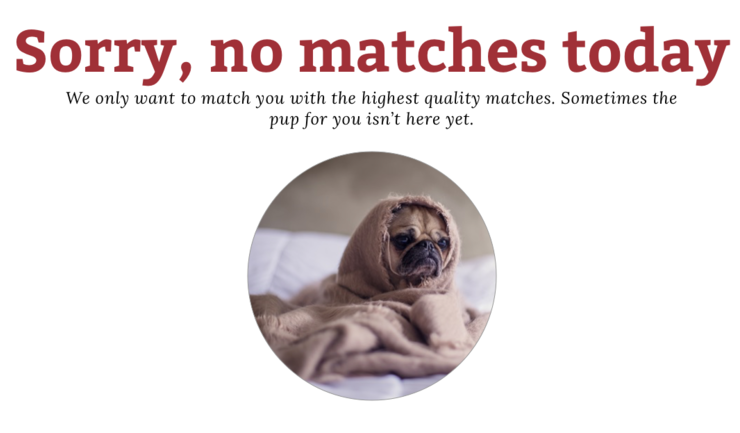 Sorry, no matches today
We only want to match you with the highest quality matches. Sometimes the
pup for you isn’t here yet.